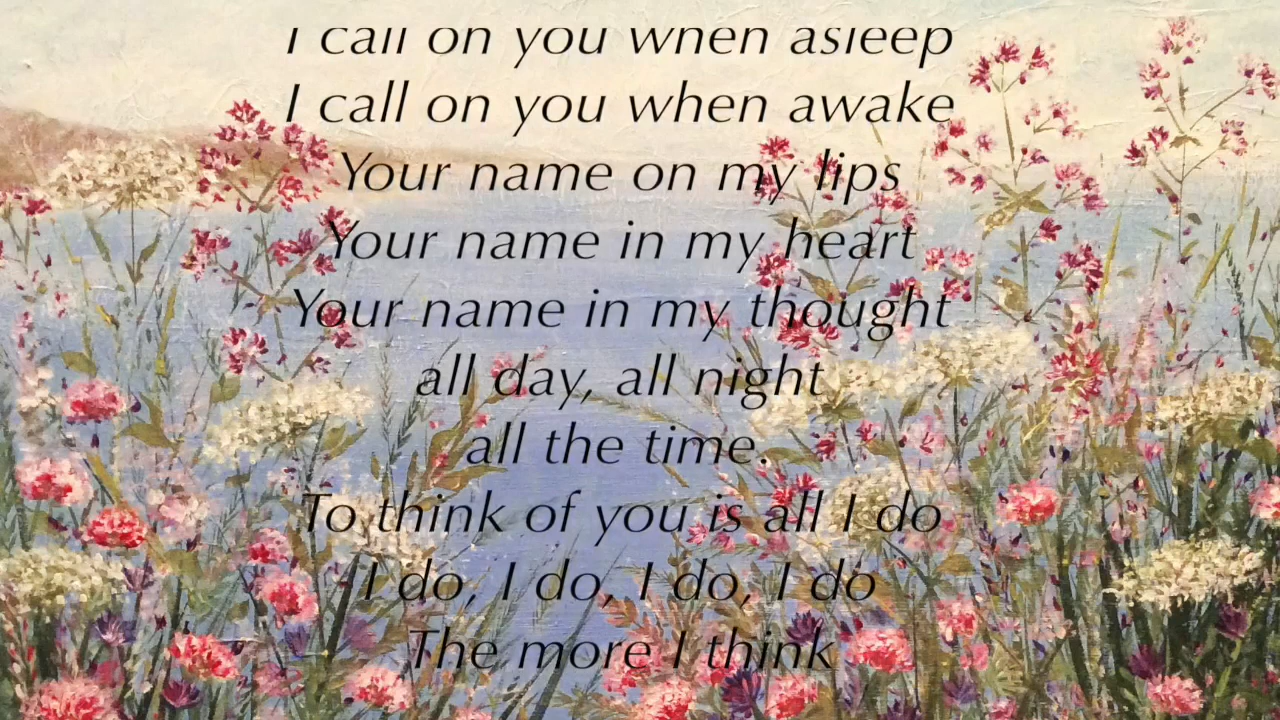 I call on you when asleep
I call on you when awake
Your name on my lips
Your name in my heart
Your name in my thought
all day, all night
all the time.
To think of you is all I do
I do, I do, I do, I do
The more I think